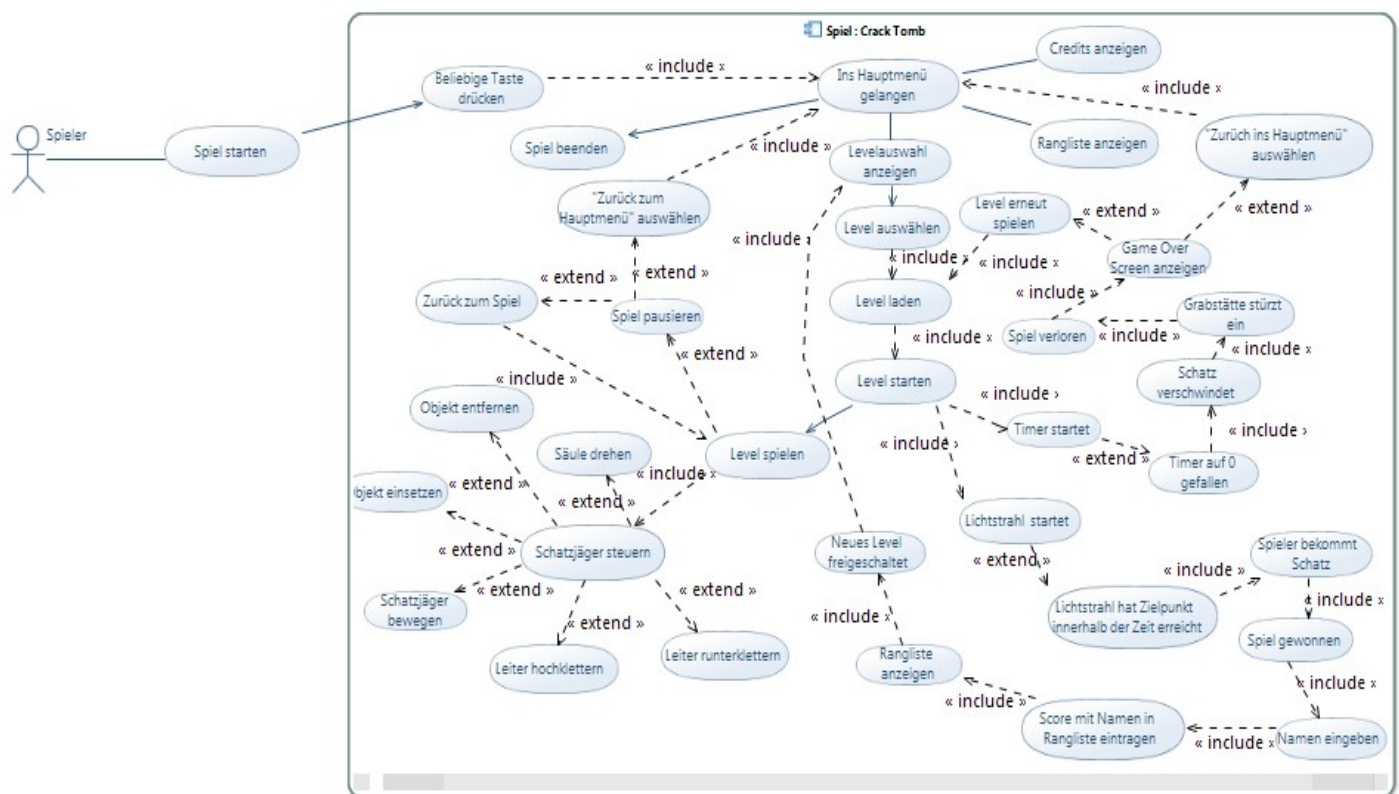 Spiel : Crack Tomb
Spieler
Spiel starten
Beliebige Taste
drücken
« include x
Ins Hauptmenü
gelangen
Credits anzeigen
« include x
Spiel beenden
« include »
Levelauswahl
anzeigen
Rangliste anzeigen
"Zurüch ins Hauptmenü"
auswählen
"Zurück zum
Hauptmenü" auswählen
« include ›
Level auswählen
Level erneut
spielen
« extend »
« extend »
« include x
« include x
Game Over
Screen anzeigen
« extend »
« extend »
Zurück zum Spiel
Spiel pausieren
Level laden
« include »
Grabstätte stürzt
ein
« include x
Spiel verloren
« include »
« extend »
« include x
« include »
Level starten
Schatz
verschwindet
Objekt entfernen
« include ›
Timer startet
« include ›
« include ›
« extend »
Säule drehen
Level spielen
« include x
Timer auf 0
gefallen
bjekt einsetzen
« extend »
« extend »
Lichtstrahl startet
« extend »
Schatzjäger steuern
Neues Level
freigeschaltet
« extend »
Spieler bekommt
Schatz
« extend »
« extend »
« include »
Schatzjäger
bewegen
« extend »
« include x
Lichtstrahl hat Zielpunkt
innerhalb der Zeit erreicht
« include x
Leiter hochklettern
Leiter runterklettern
Rangliste
anzeigen
Spiel gewonnen
« include x
« include »
Score mit Namen in
Rangliste eintragen
« include x
Namen eingeben